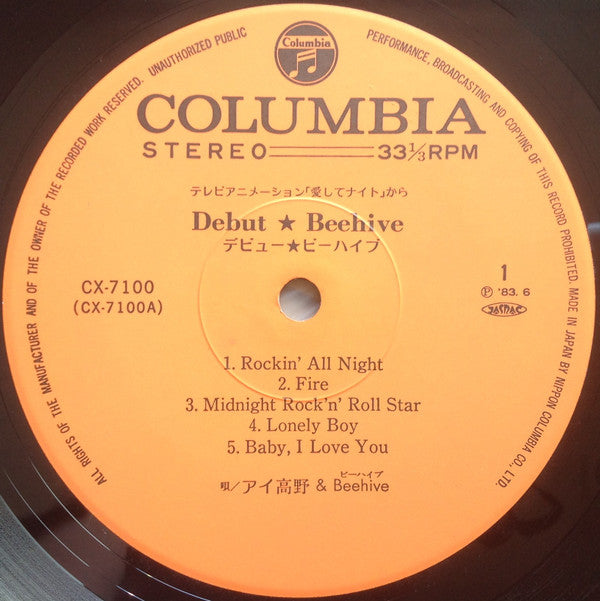 ALL RIGHTS OF THE MANUFACTURER AND OF THE OWNER OF THE RECORDED WORK RESERVED. UNAUTHORIZED PUBLIC PERFORMANCE, BROADCASTING AND COPYING OF THIS RECORD PROHIBITED. MADE IN JAPAN BY NIPPON COLUMBIA CO., LTD.
Columbia
COLUMBIA
STEREO 33⅓RPM
テレビアニメーション「愛してナイト」から
Debut ★ Beehive
デビュー★ビーハイブ
CX-7100
(CX-7100A)
1
Ⓟ '83. 6
JASRAC
1. Rockin' All Night
2. Fire
3. Midnight Rock'n' Roll Star
4. Lonely Boy
5. Baby, I Love You
ビーハイブ
唄/アイ高野 & Beehive